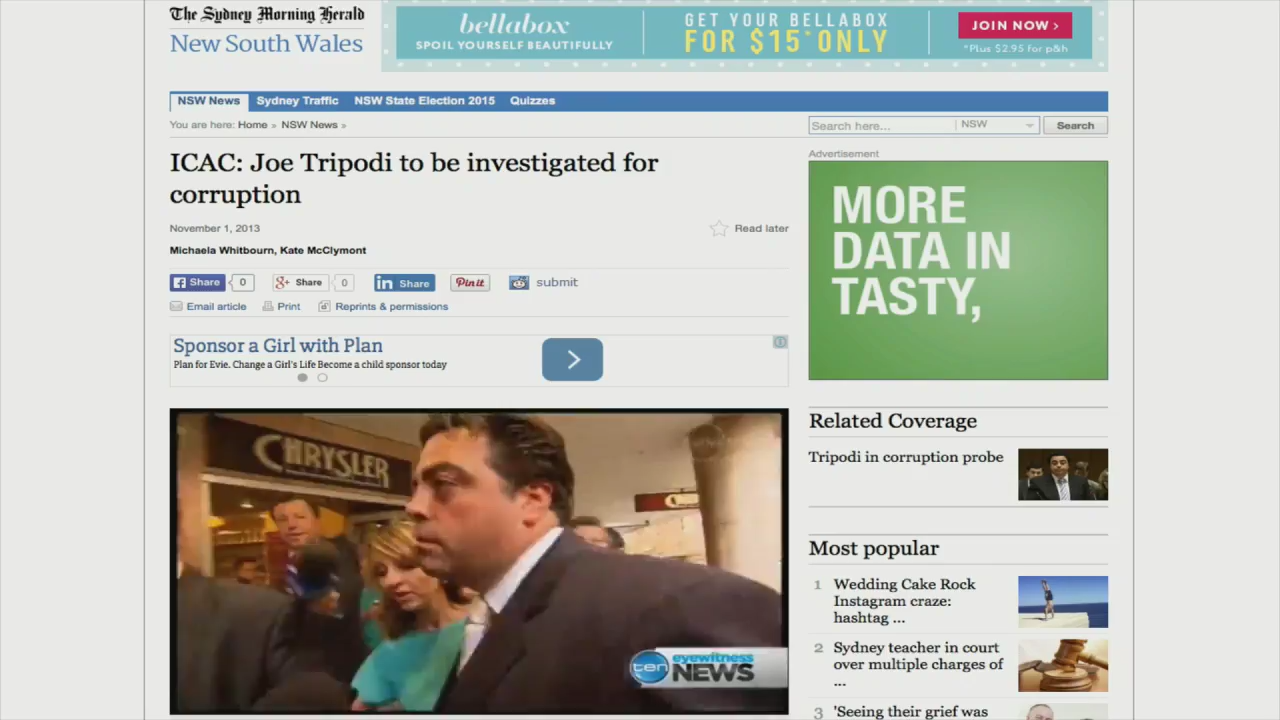 The Sydney Morning Herald
New South Wales
bellabox
SPOIL YOURSELF BEAUTIFULLY
GET YOUR BELLABOX
FOR $15* ONLY
JOIN NOW ›
*Plus $2.95 for p&h
NSW News Sydney Traffic NSW State Election 2015 Quizzes
You are here: Home » NSW News »
Search here... NSW Search
ICAC: Joe Tripodi to be investigated for
corruption
November 1, 2013
Read later
Michaela Whitbourn, Kate McClymont
Share 0 Share 0 Share Pin it submit
Email article Print Reprints & permissions
Sponsor a Girl with Plan
Plan for Evie. Change a Girl's Life Become a child sponsor today
CHRYSLER
ten eyewitness
NEWS
Advertisement
MORE
DATA IN
TASTY,
Related Coverage
Tripodi in corruption probe
Most popular
1 Wedding Cake Rock
Instagram craze:
hashtag ...
2 Sydney teacher in court
over multiple charges of
...
3 'Seeing their grief was